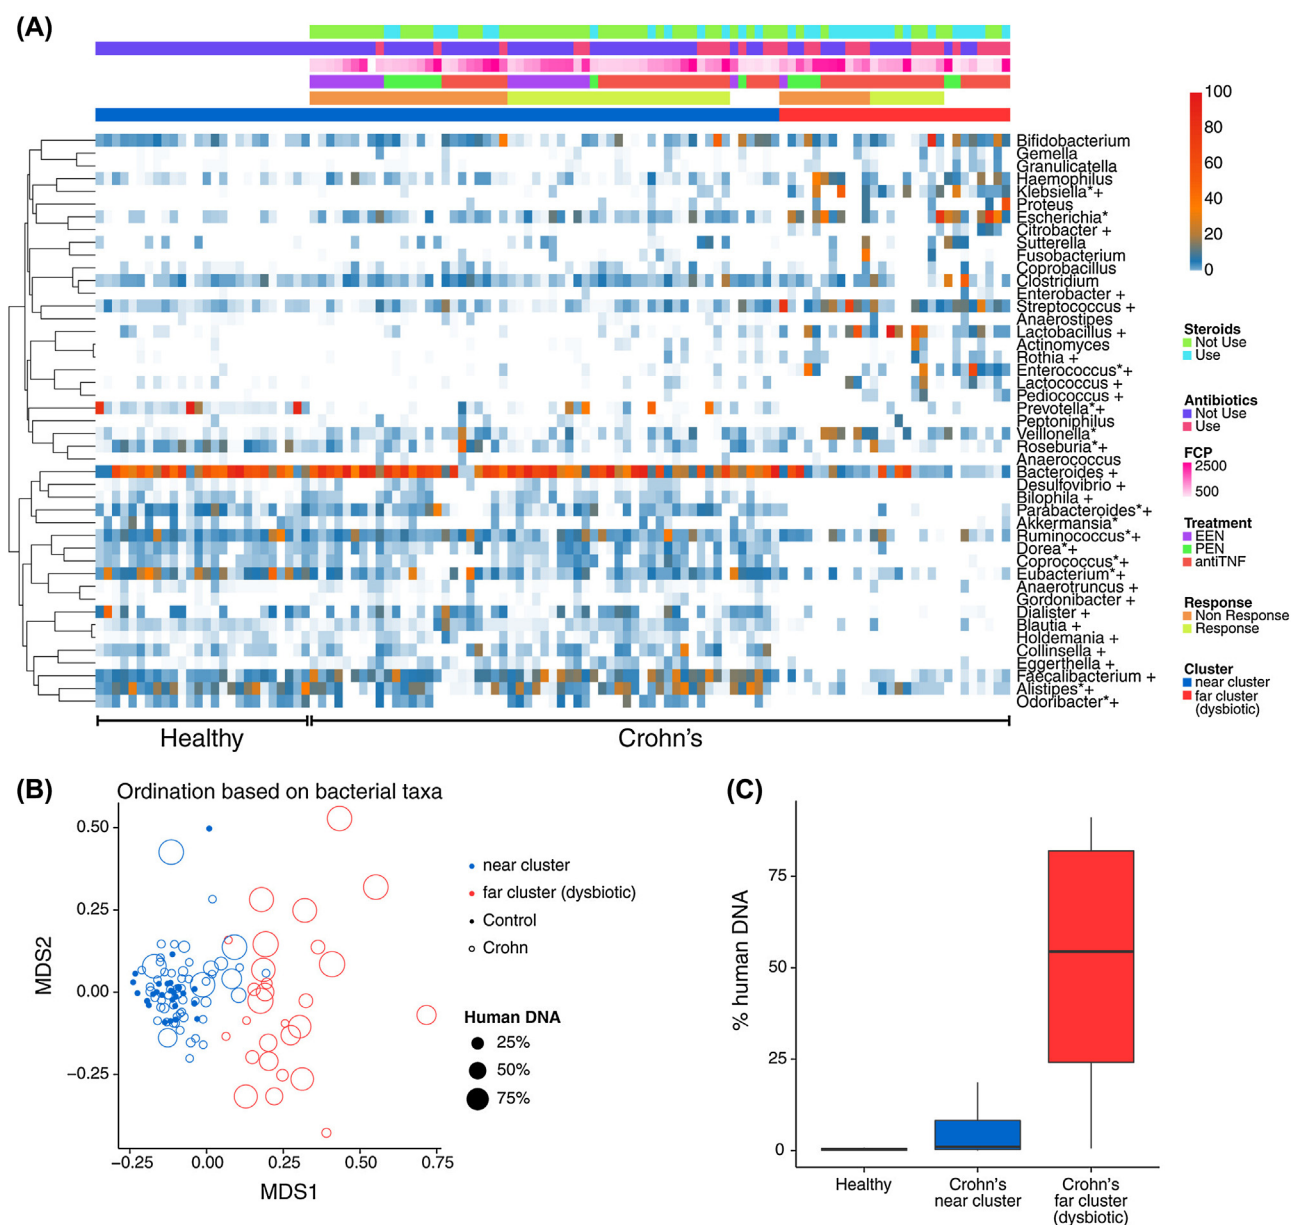 (A)
Bifidobacterium
Gemella
Granulicatella
Haemophilus
Klebsiella*+
Proteus
Escherichia*
Citrobacter +
Sutterella
Fusobacterium
Coprobacillus
Clostridium
Enterobacter +
Streptococcus +
Anaerostipes
Lactobacillus +
Actinomyces
Rothia +
Enterococcus*+
Lactococcus +
Pediococcus +
Prevotella*+
Peptoniphilus
Vellionella*
Roseburia*+
Anaerococcus
Bacteroides +
Desulfovibrio +
Bilophila +
Parabacteroides*+
Akkermansia*
Ruminococcus*+
Dorea*+
Coprococcus*+
Eubacterium*+
Anaerotruncus +
Gordonibacter +
Dialister +
Blautia +
Holdemania +
Collinsella +
Eggerthella +
Faecalibacterium +
Alistipes*+
Odoribacter*+
100
80
60
40
20
0
Steroids
Not Use
Use
Antibiotics
Not Use
Use
FCP
2500
500
Treatment
EEN
PEN
antiTNF
Response
Non Response
Response
Cluster
near cluster
far cluster
(dysbiotic)
Healthy
Crohn's
(B)
Ordination based on bacterial taxa
0.50
0.25
0.00
−0.25
MDS2
−0.25
0.00
0.25
0.50
0.75
MDS1
near cluster
far cluster (dysbiotic)
Control
Crohn
Human DNA
25%
50%
75%
(C)
% human DNA
75
50
25
0
Healthy
Crohn's
near cluster
Crohn's
far cluster
(dysbiotic)